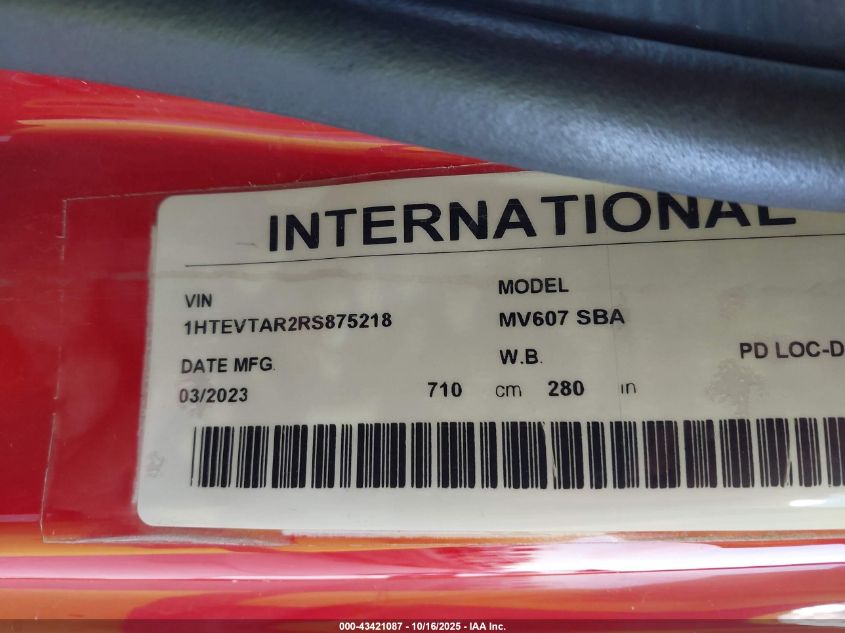 INTERNATIONAL
VIN
MODEL
1HTEVTAR2RS875218
MV607 SBA
DATE MFG.
W.B.
PD LOC-D
03/2023
710 cm 280 in
000-43421087 - 10/16/2025 - IAA Inc.